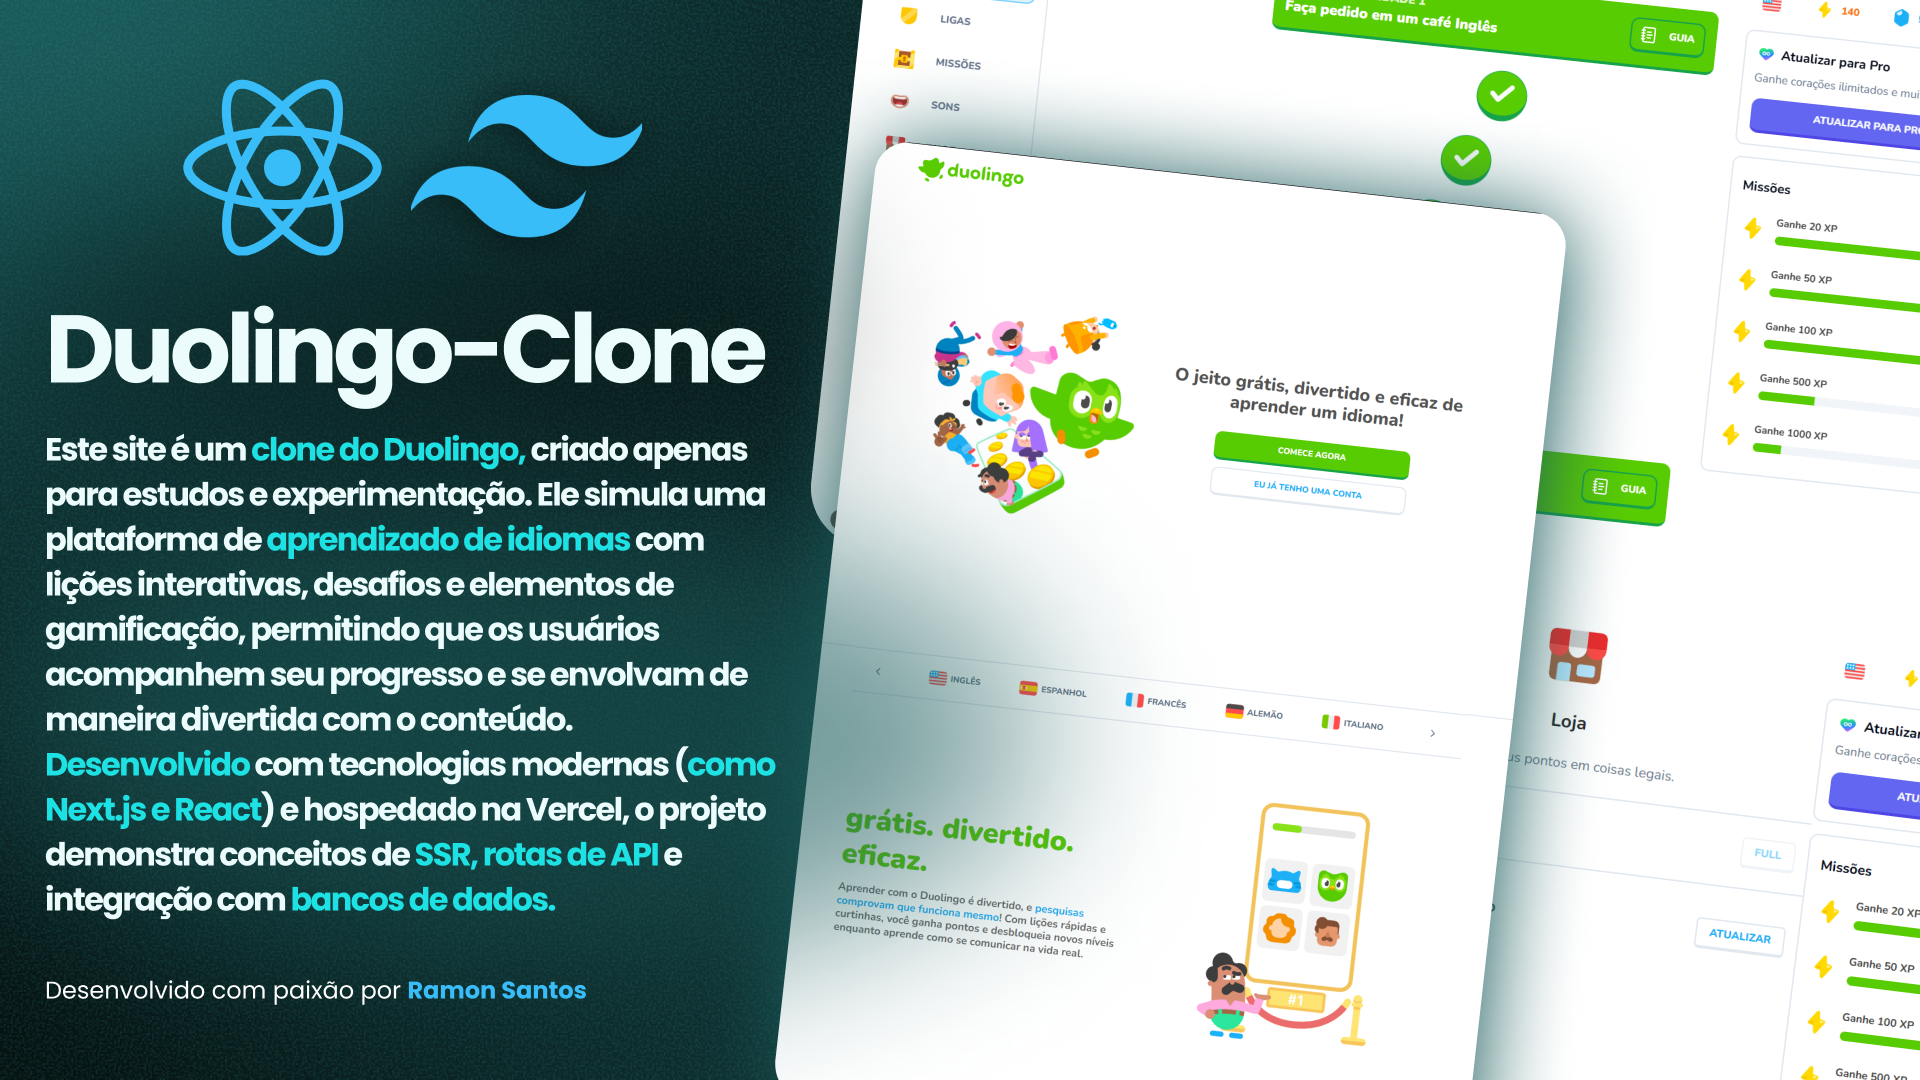 Duolingo-Clone
Este site é um clone do Duolingo, criado apenas
para estudos e experimentação. Ele simula uma
plataforma de aprendizado de idiomas com
lições interativas, desafios e elementos de
gamificação, permitindo que os usuários
acompanhem seu progresso e se envolvam de
maneira divertida com o conteúdo.
Desenvolvido com tecnologias modernas (como
Next.js e React) e hospedado na Vercel, o projeto
demonstra conceitos de SSR, rotas de API e
integração com bancos de dados.
Desenvolvido com paixão por Ramon Santos
LIGAS
MISSÕES
SONS
Faça pedido em um café Inglês
GUIA
140
Atualizar para Pro
Ganhe corações ilimitados e
ATUALIZAR PARA
Missões
Ganhe 20 XP
Ganhe 50 XP
Ganhe 100 XP
Ganhe 500 XP
Ganhe 1000 XP
GUIA
duolingo
O jeito grátis, divertido e eficaz de
aprender um idioma!
COMECE AGORA
EU JÁ TENHO UMA CONTA
INGLÊS
ESPANHOL
FRANCÊS
ALEMÃO
ITALIANO
grátis. divertido.
eficaz.
Aprender com o Duolingo é divertido, e pesquisas
comprovam que funciona mesmo! Com lições rápidas e
curtinhas, você ganha pontos e desbloqueia novos níveis
enquanto aprende como se comunicar na vida real.
#1
Loja
pontos em coisas legais.
FULL
ATUALIZAR
Ganhe
Missões
Ganhe 20 XP
Ganhe 50 XP
Ganhe 100 XP
Ganhe 500 XP